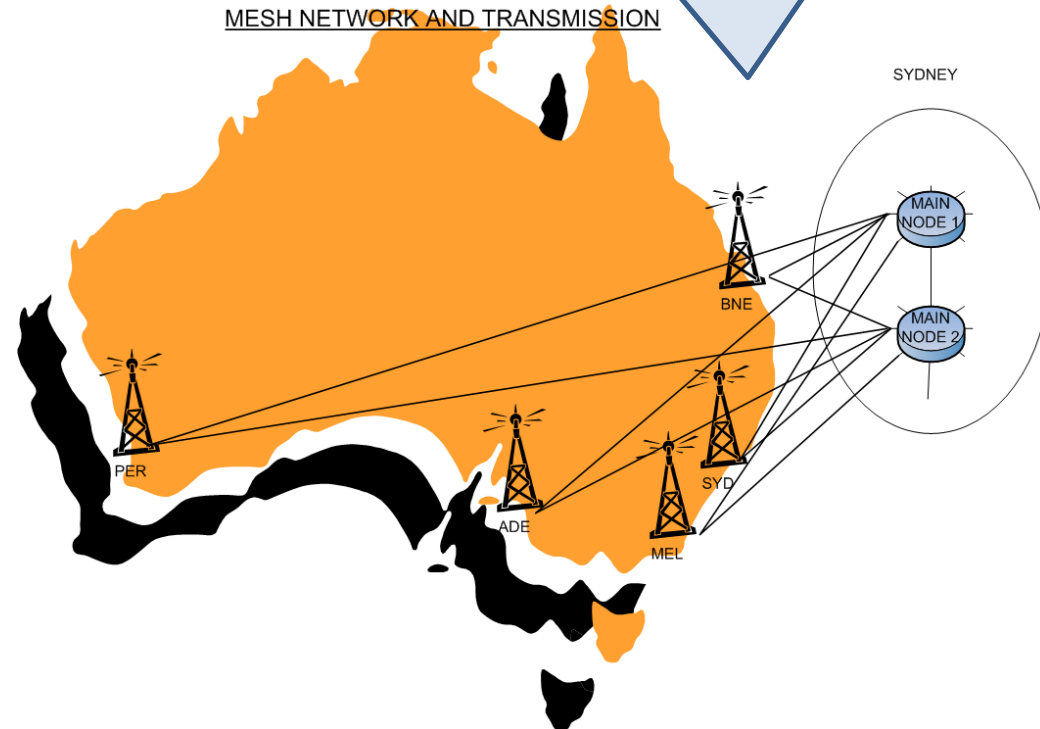 MESH NETWORK AND TRANSMISSION
SYDNEY
MAIN
NODE 1
BNE
MAIN
NODE 2
PER
SYD
ADE
MEL